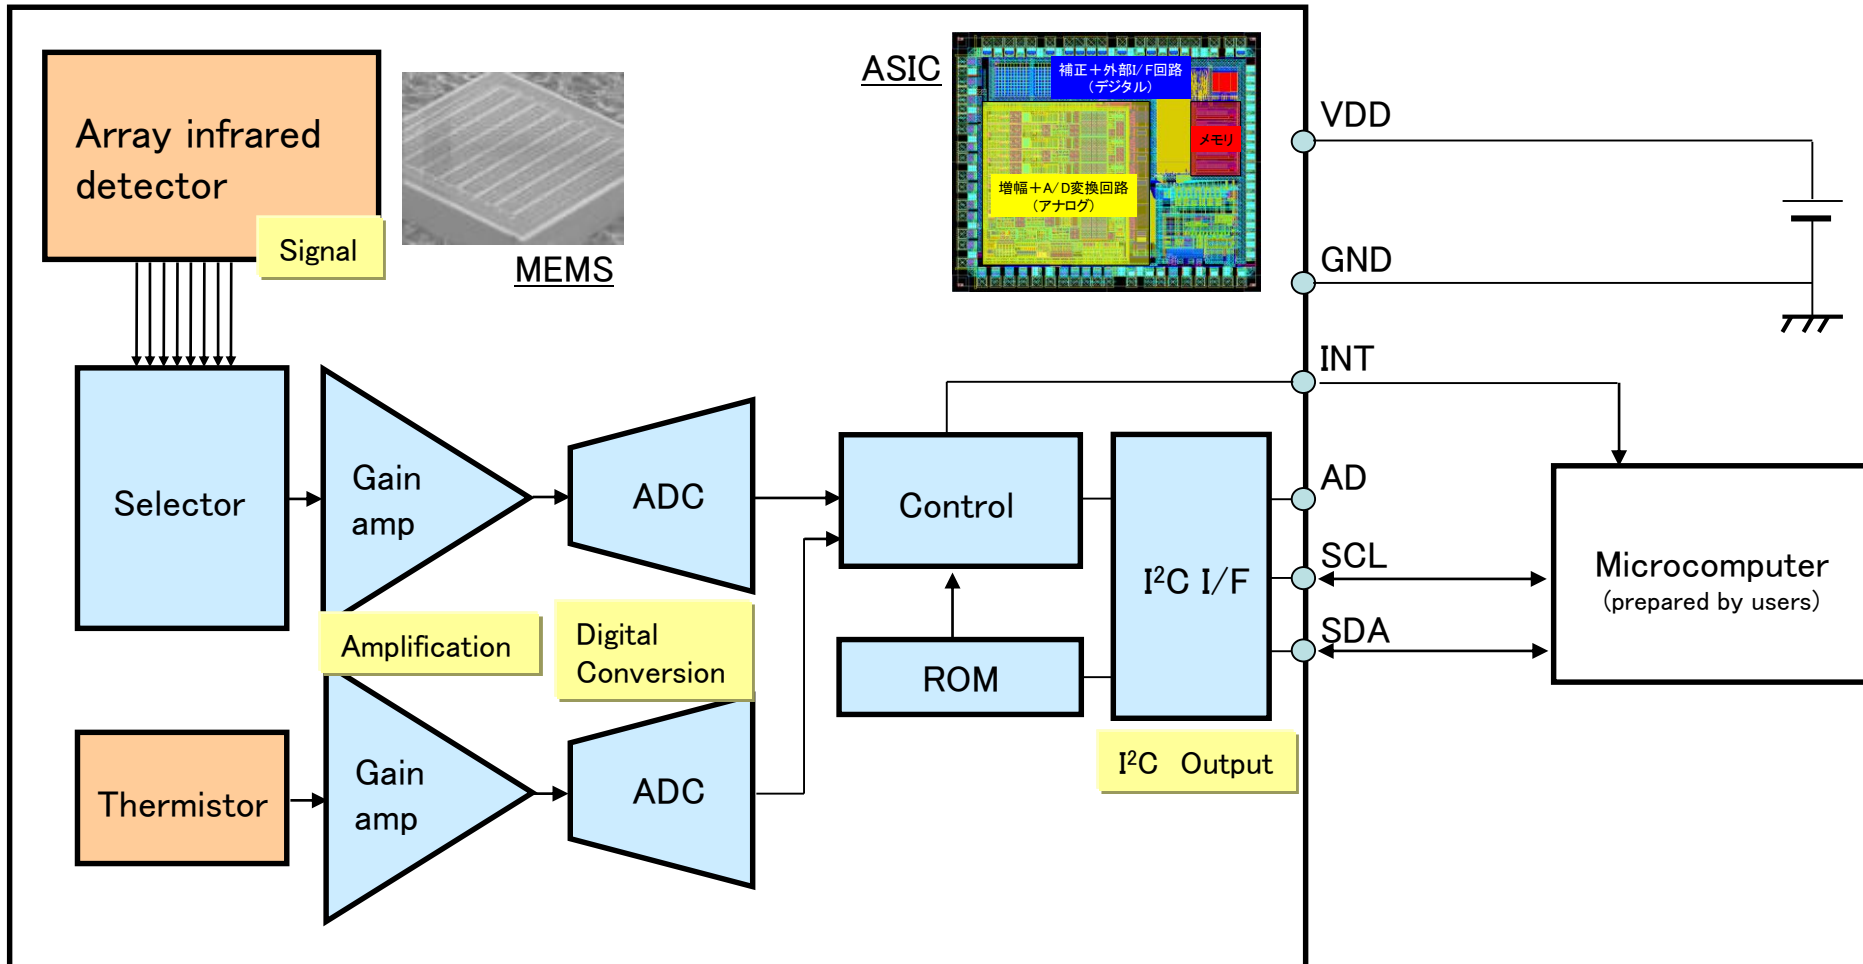 Array infrared
detector
Signal
MEMS
ASIC
補正＋外部I/F回路
(デジタル)
メモリ
増幅＋A/D変換回路
(アナログ)
VDD
GND
INT
AD
SCL
SDA
Selector
Gain
amp
ADC
Control
I²C I/F
Microcomputer
(prepared by users)
Amplification
Digital
Conversion
ROM
I²C Output
Thermistor
Gain
amp
ADC